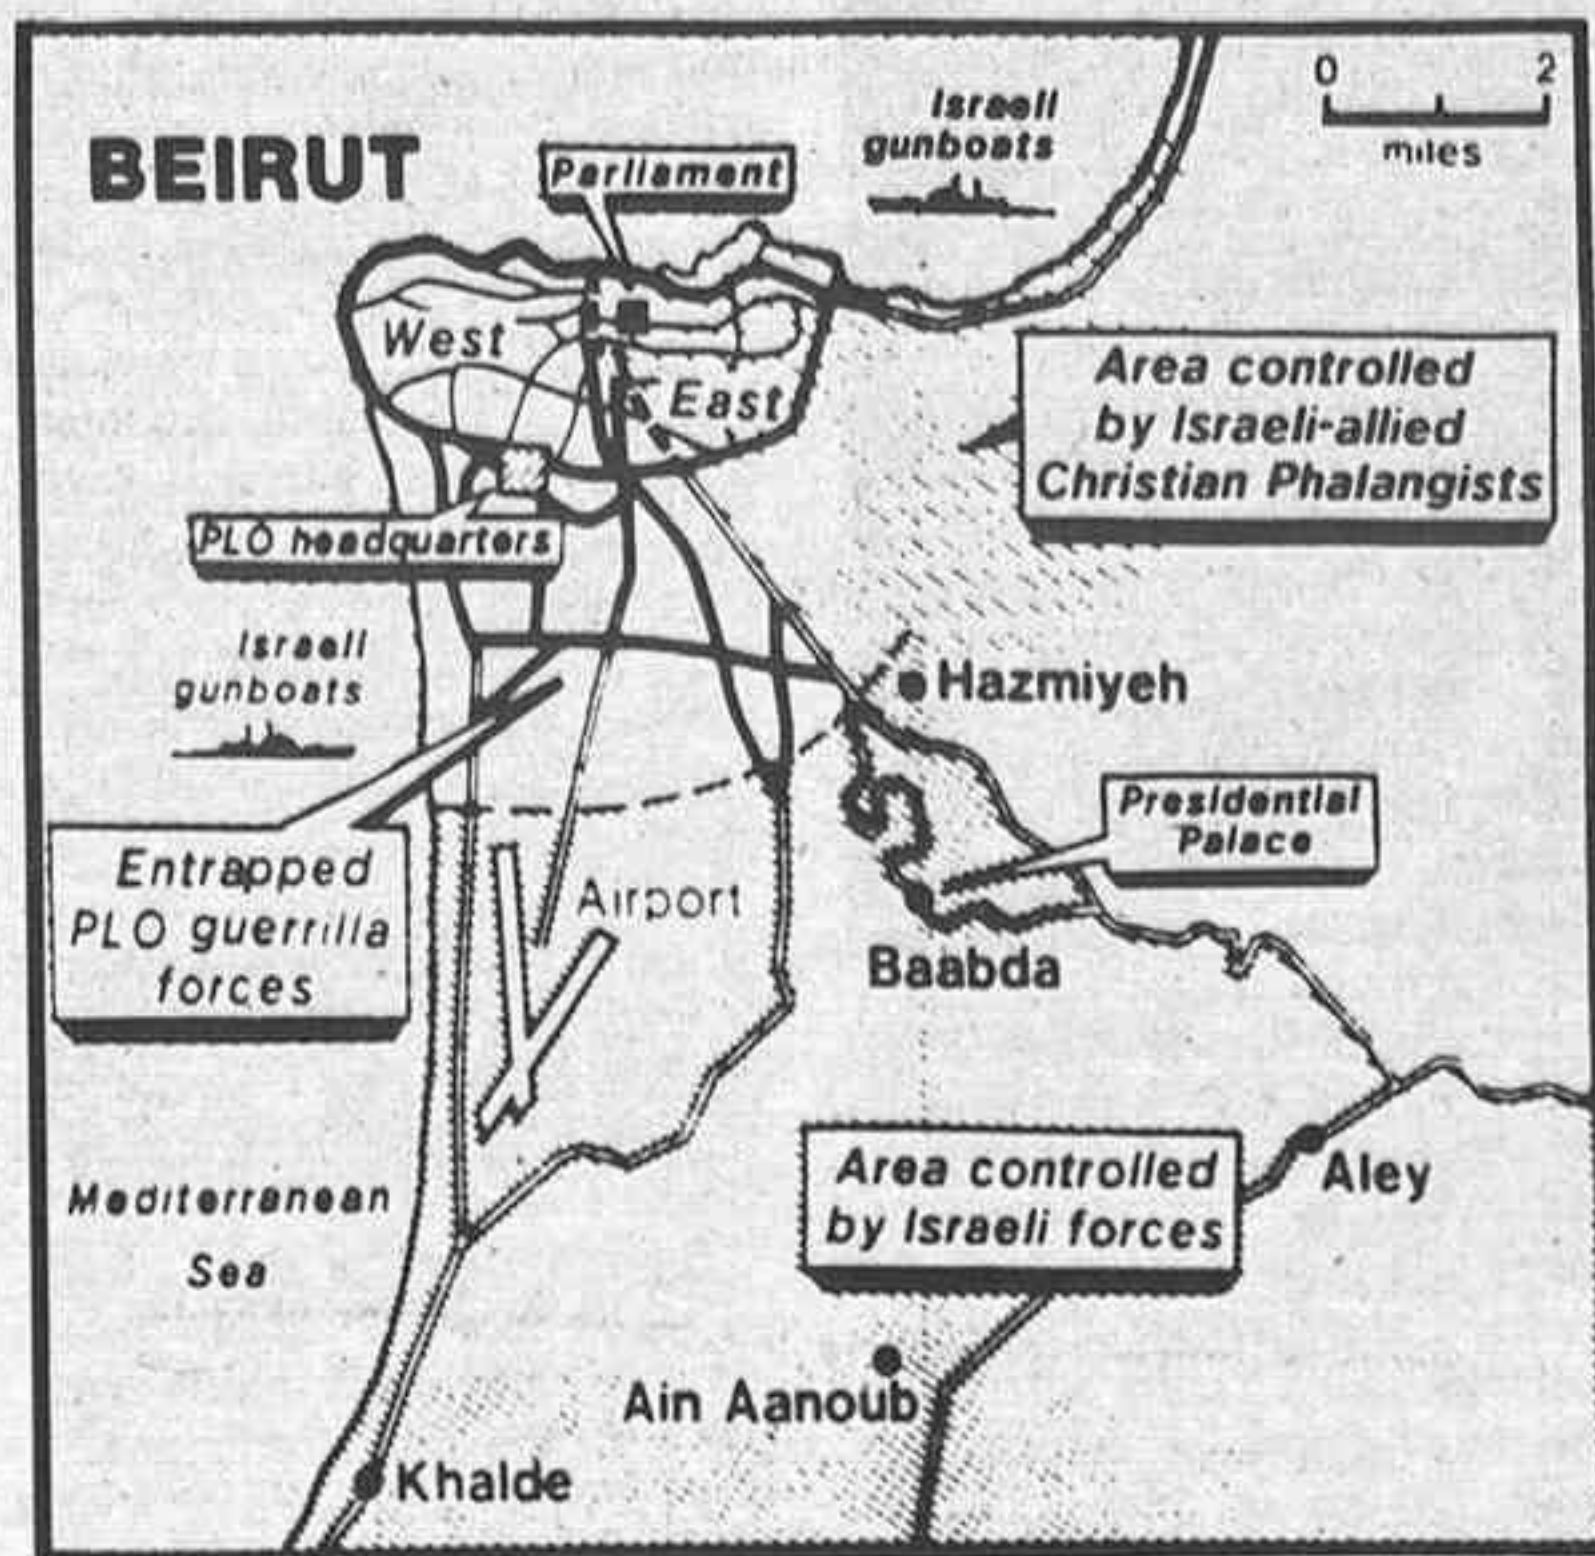 0 2
miles
Israeli
gunboats
BEIRUT
Parliament
West
East
Area controlled
by Israeli-allied
Christian Phalangists
PLO headquarters
Israeli
gunboats
Hazmiyeh
Presidential
Palace
Entrapped
PLO guerrilla
forces
Airport
Baabda
Area controlled
by Israeli forces
Aley
Mediterranean
Sea
Ain Aanoub
Khalde